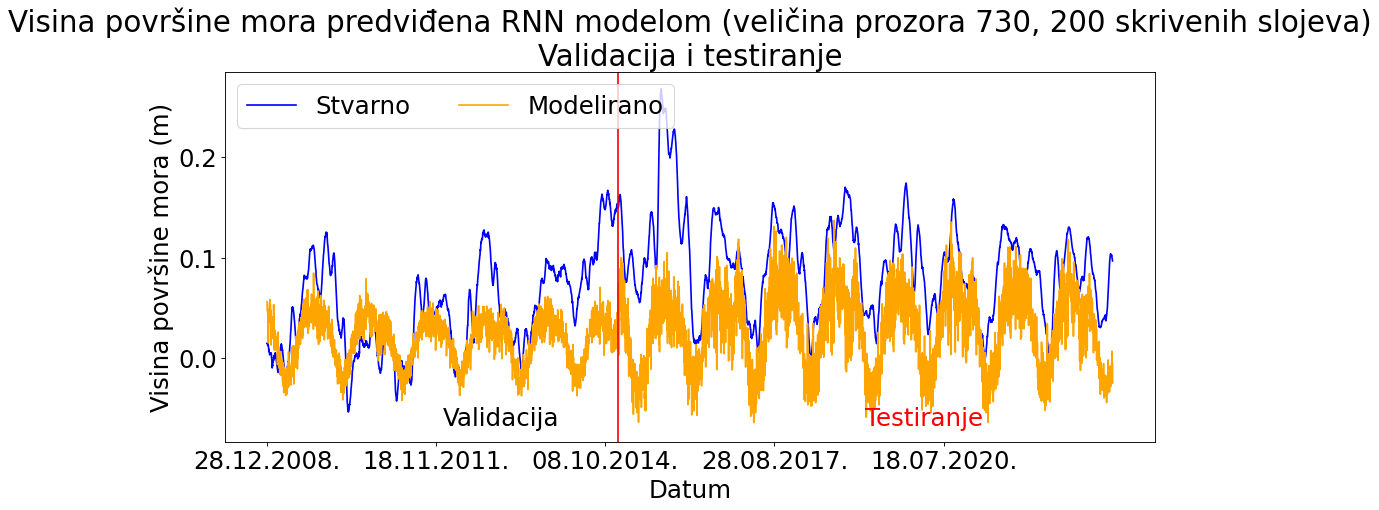 Visina površine mora predviđena RNN modelom (veličina prozora 730, 200 skrivenih slojeva)
Validacija i testiranje
Stvarno
Modelirano
Visina površine mora (m)
0.2
0.1
0.0
Validacija
Testiranje
28.12.2008.
18.11.2011.
08.10.2014.
28.08.2017.
18.07.2020.
Datum